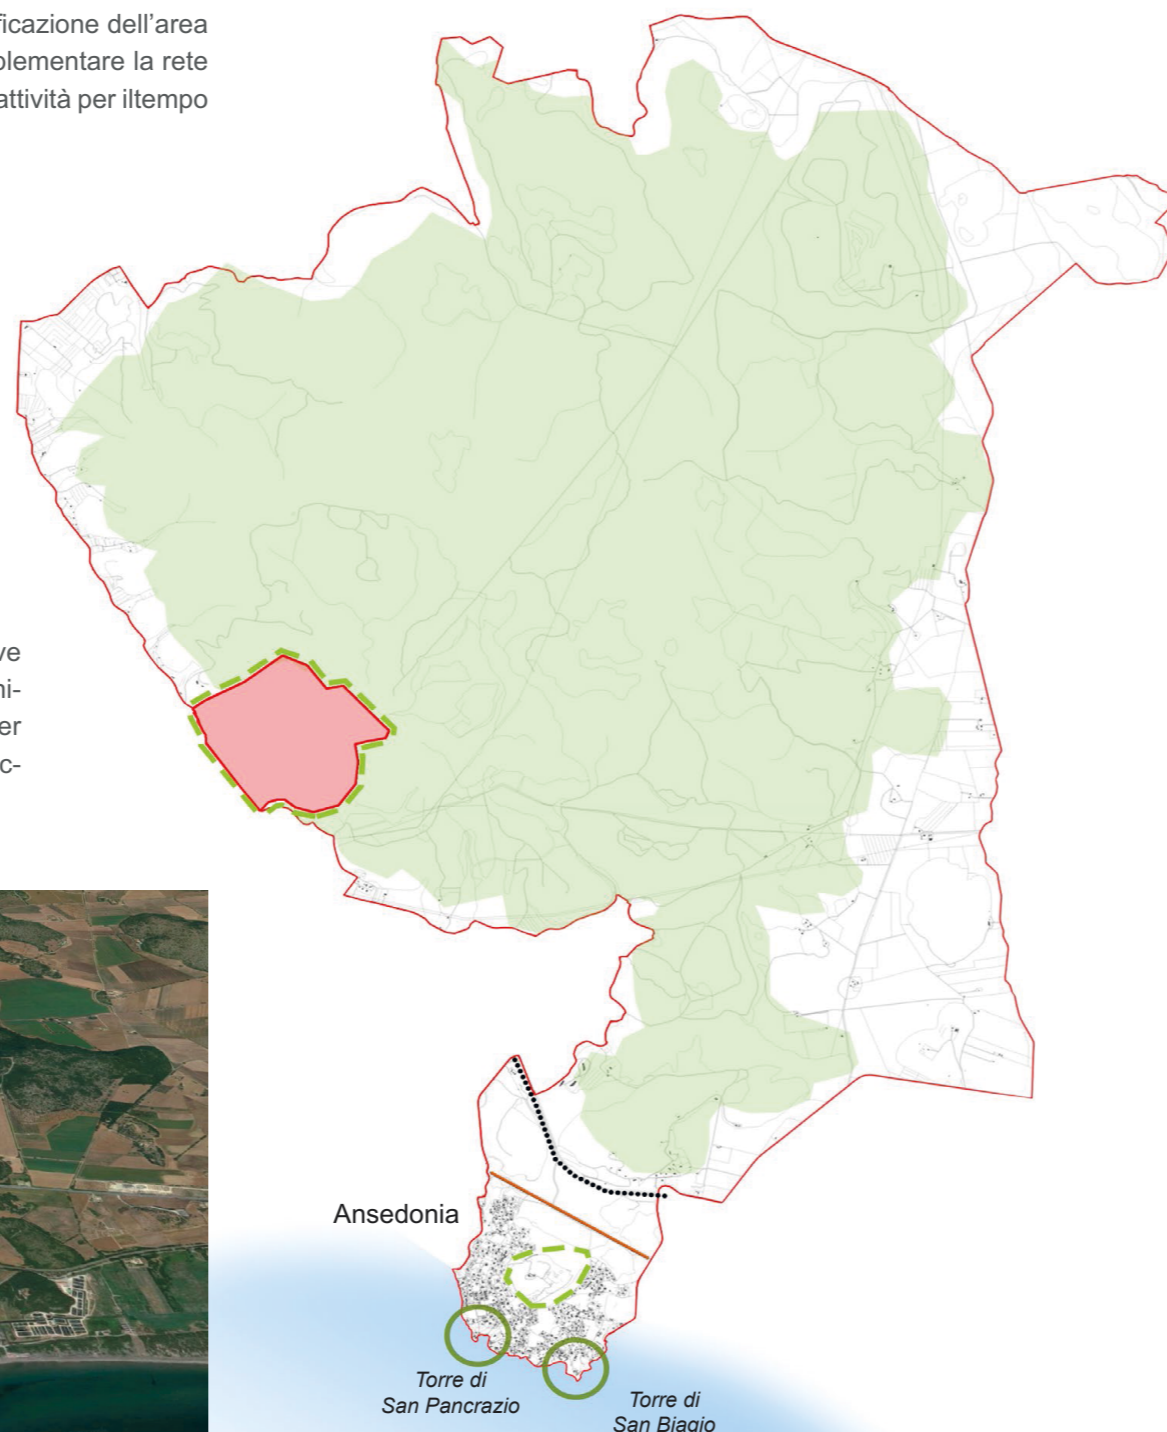 ficazione dell'area
plementare la rete
attività per iltempo
ve
ni-
er
c-
Ansedonia
Torre di
San Pancrazio
Torre di
San Biagio